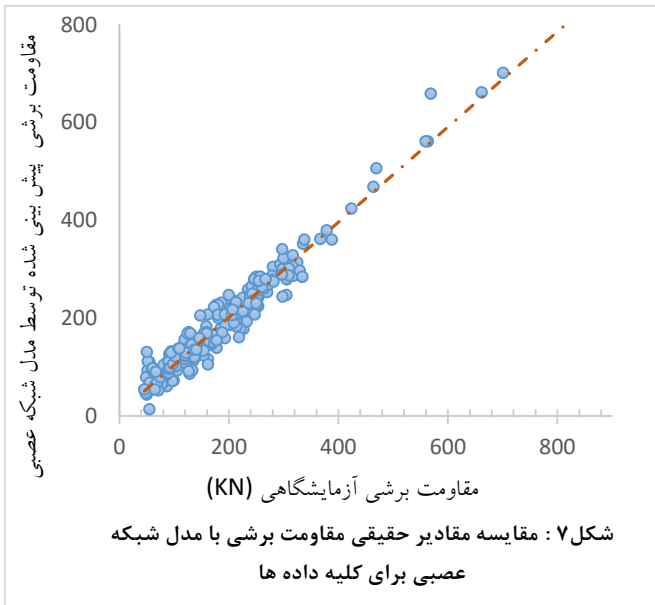 مقاومت برشی پیش بینی شده توسط مدل شبکه عصبی
800
600
400
200
0
0 200 400 600 800
مقاومت برشی آزمایشگاهی (KN)
شکل۷ : مقایسه مقادیر حقیقی مقاومت برشی با مدل شبکه
عصبی برای کلیه داده ها